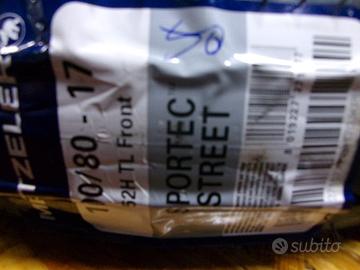 METZELER
100/80 - 17
52H TL Front
SPORTEC
STREET
50
subito